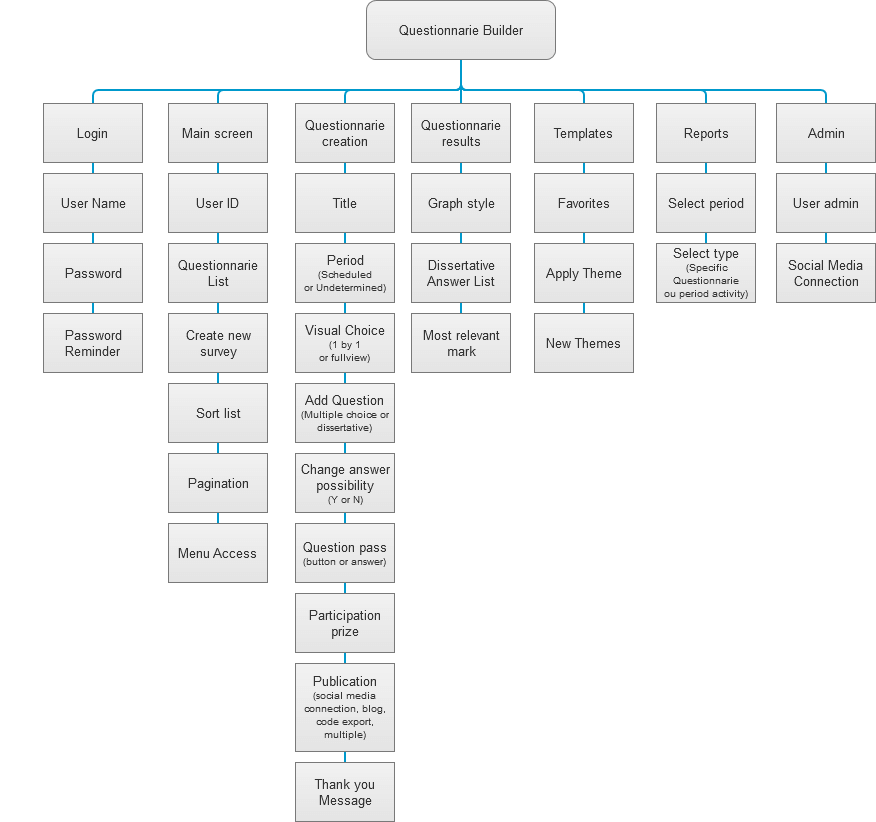 Questionnarie Builder
Login
User Name
Password
Password
Reminder
Main screen
User ID
Questionnarie
List
Create new
survey
Sort list
Pagination
Menu Access
Questionnarie
creation
Title
Period
(Scheduled
or Undetermined)
Visual Choice
(1 by 1
or fullview)
Add Question
(Multiple choice or
dissertative)
Change answer
possibility
(Y or N)
Question pass
(button or answer)
Participation
prize
Publication
(social media
connection, blog,
code export,
multiple)
Thank you
Message
Questionnarie
results
Graph style
Dissertative
Answer List
Most relevant
mark
Templates
Favorites
Apply Theme
New Themes
Reports
Select period
Select type
(Specific
Questionnarie
ou period activity)
Admin
User admin
Social Media
Connection